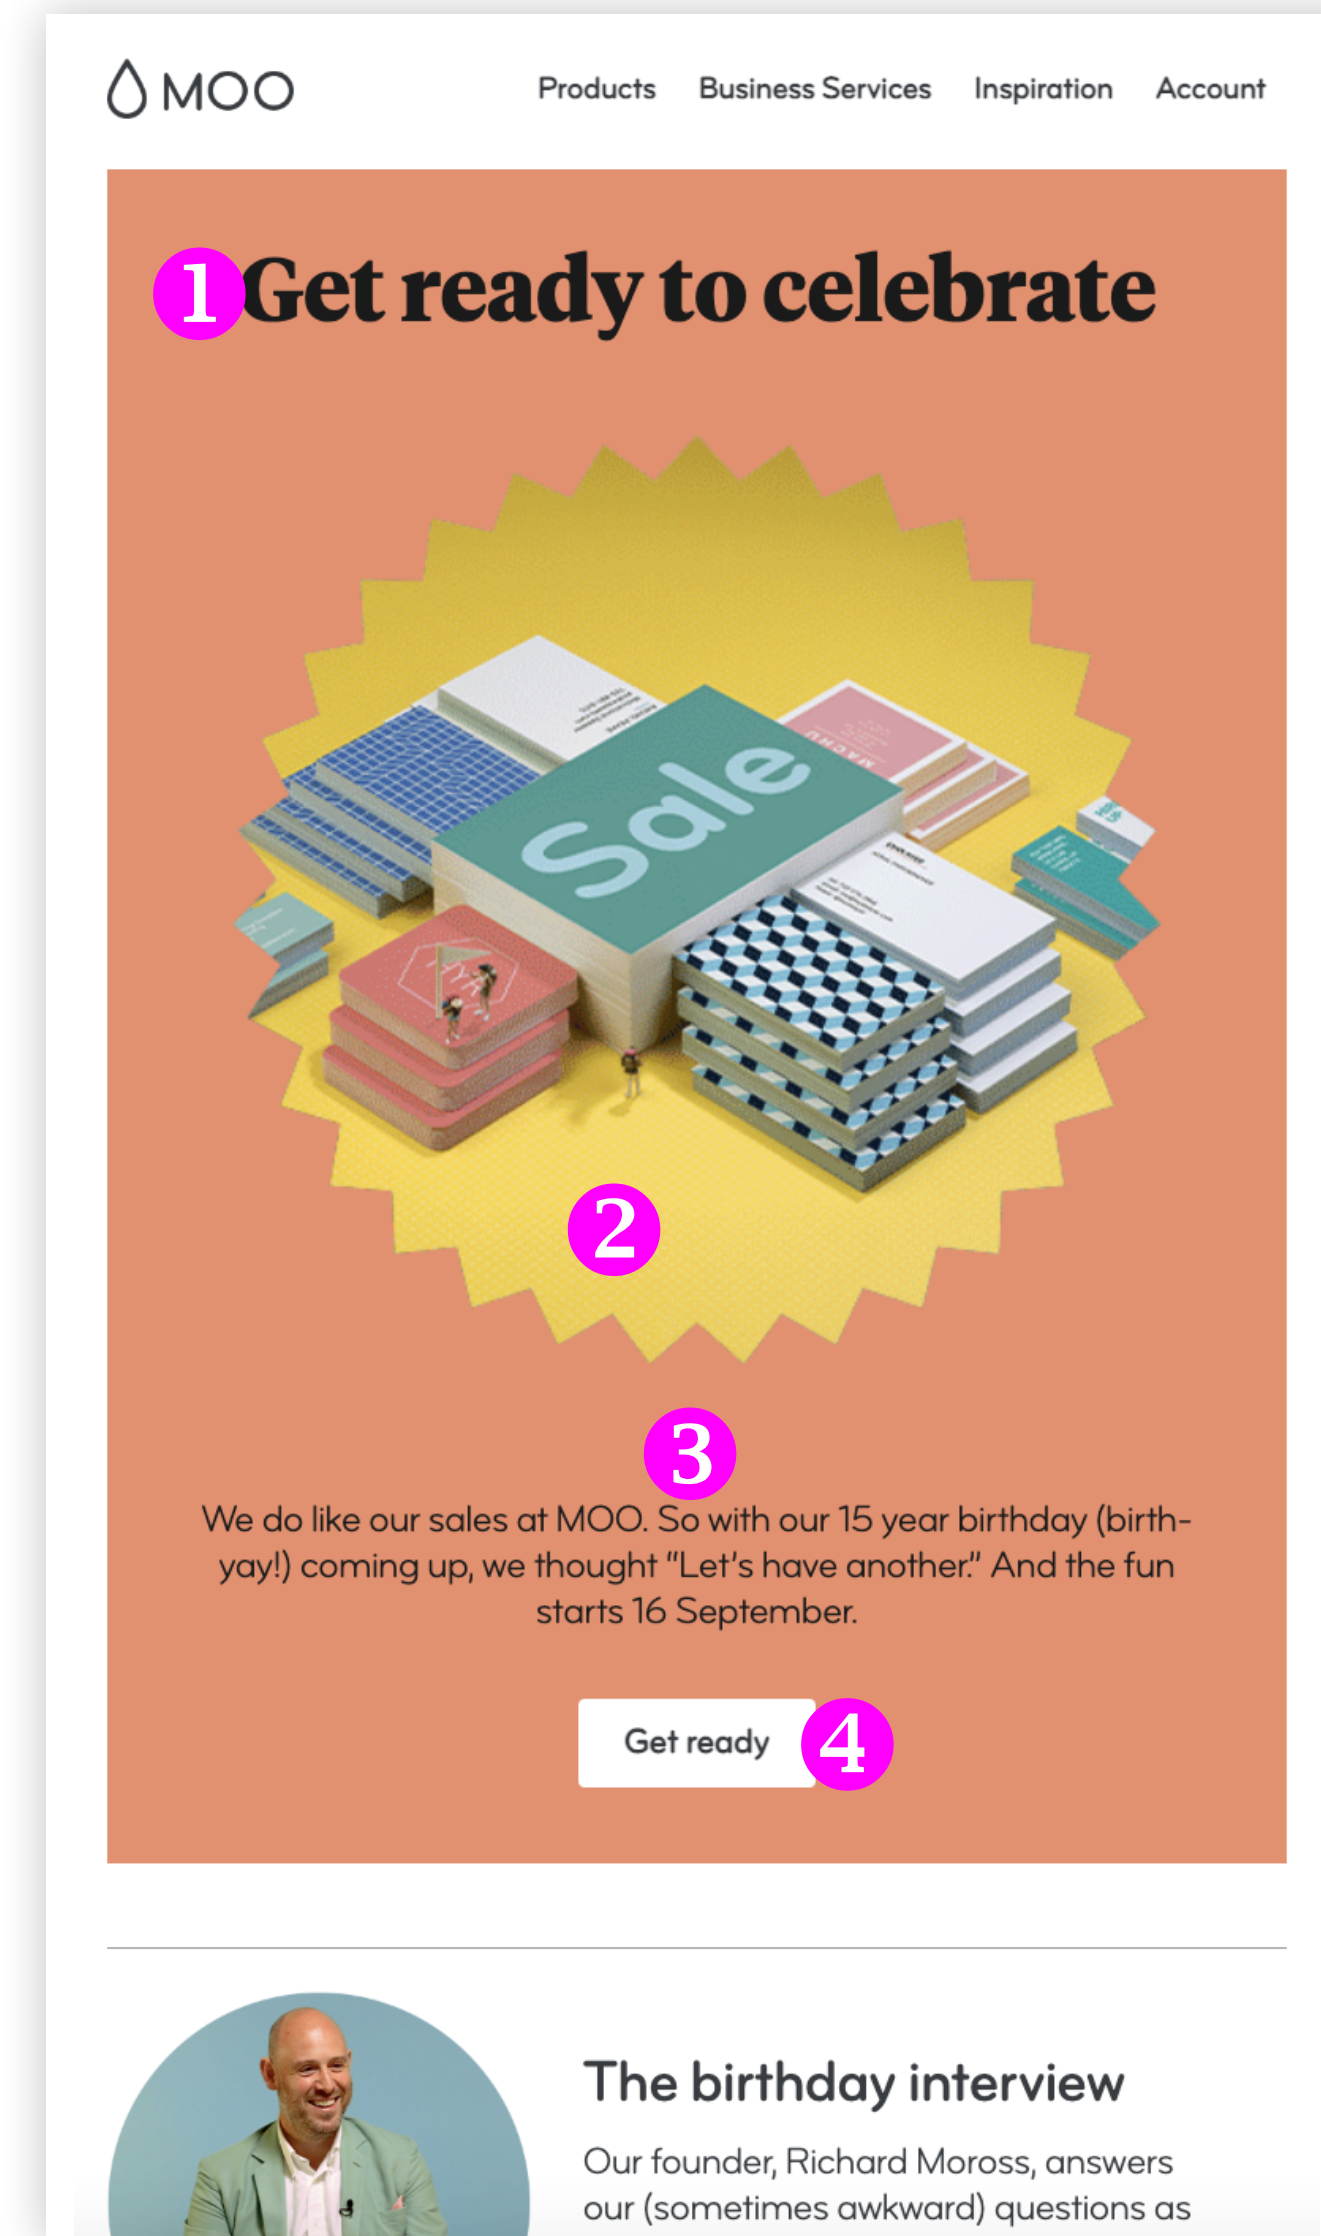 MOO
Products Business Services Inspiration Account
1 Get ready to celebrate
Sale
MACHU
2
3
We do like our sales at MOO. So with our 15 year birthday (birth-
yay!) coming up, we thought "Let's have another." And the fun
starts 16 September.
Get ready 4
The birthday interview
Our founder, Richard Moross, answers
our (sometimes awkward) questions as